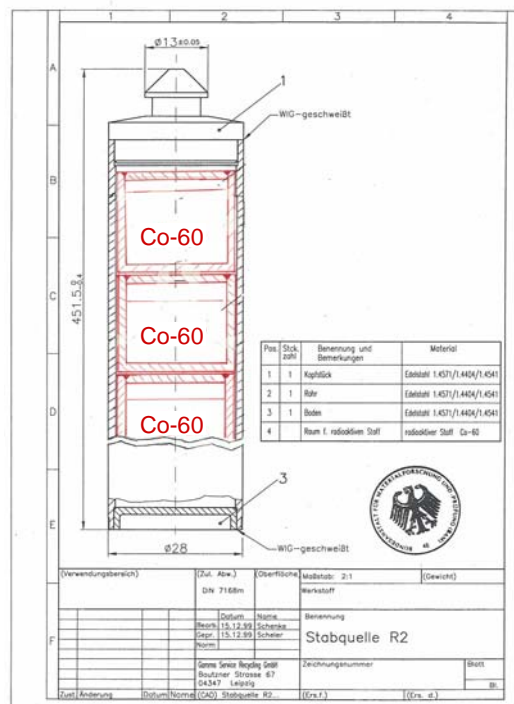 1 2 3 4
ø13±0.05
A
1
WIG-geschweißt
B
Co-60
C
451.5
Co-60
Pos. Stck. zahl Benennung und Bemerkungen Material
1 1 Kopfstück Edelstahl 1.4571/1.4404/1.4541
2 1 Rohr Edelstahl 1.4571/1.4404/1.4541
3 1 Boden Edelstahl 1.4571/1.4404/1.4541
4 Raum f. radioaktiven Stoff radioaktiver Stoff Co-60
D
Co-60
3
BUNDESANSTALT FÜR MATERIALFORSCHUNG UND -PRÜFUNG (BAM)
E
WIG-geschweißt
ø28
(Verwendungsbereich) (Zul. Abw.) (Oberfläche) Maßstab: 2:1 (Gewicht)
DIN 7168m Werkstoff
Datum Name Benennung
Bearb. 15.12.99 Schenke
Gepr. 15.12.99 Scheler
Stabquelle R2
F
Norm
Gamma Service Recycling GmbH Zeichnungsnummer Blatt
Bautzner Strasse 67
04347 Leipzig
Bl.
Zust. Änderung Datum Name (CAD) Stabquelle R2... (Ers.f.) (Ers. d.)